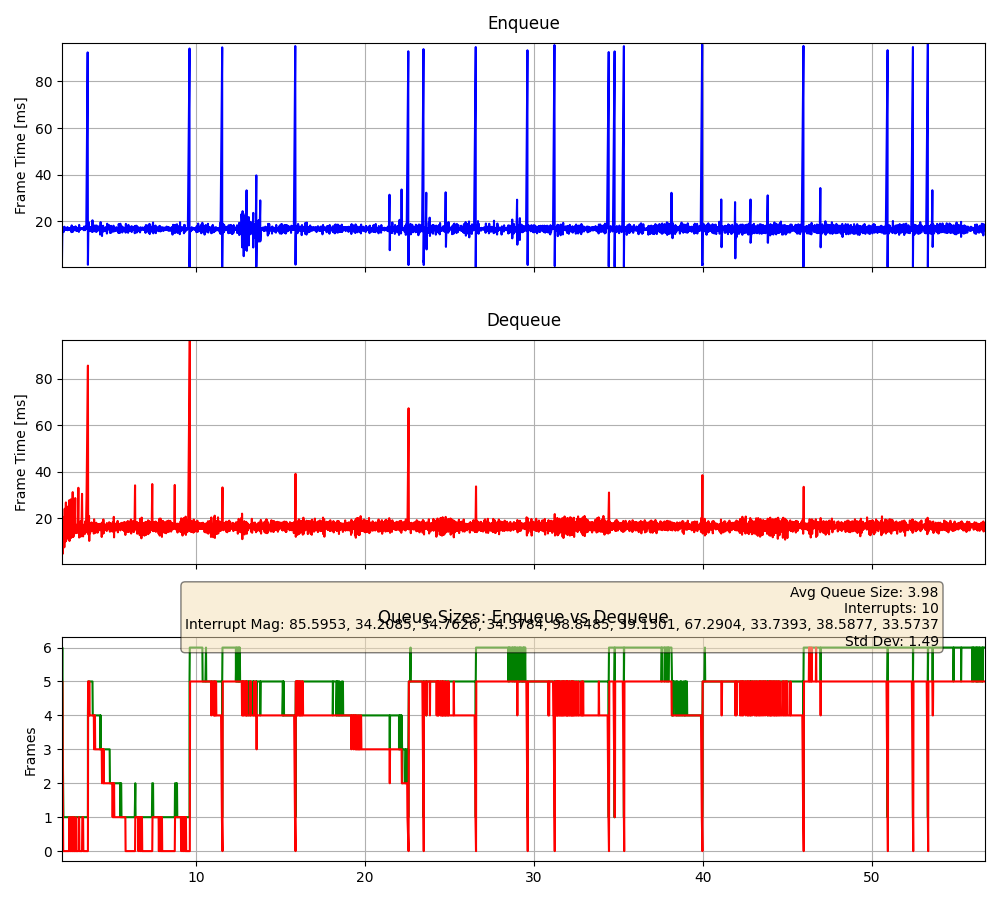 Enqueue
Frame Time [ms]
80
60
40
20
Dequeue
Frame Time [ms]
80
60
40
20
Avg Queue Size: 3.98
Interrupts: 10
Interrupt Mag: 85.5953, 34.2085, 34.7626, 34.3784, 98.8485, 39.1501, 67.2904, 33.7393, 38.5877, 33.5737
Std Dev: 1.49
Queue Sizes: Enqueue vs Dequeue
Frames
6
5
4
3
2
1
0
10 20 30 40 50